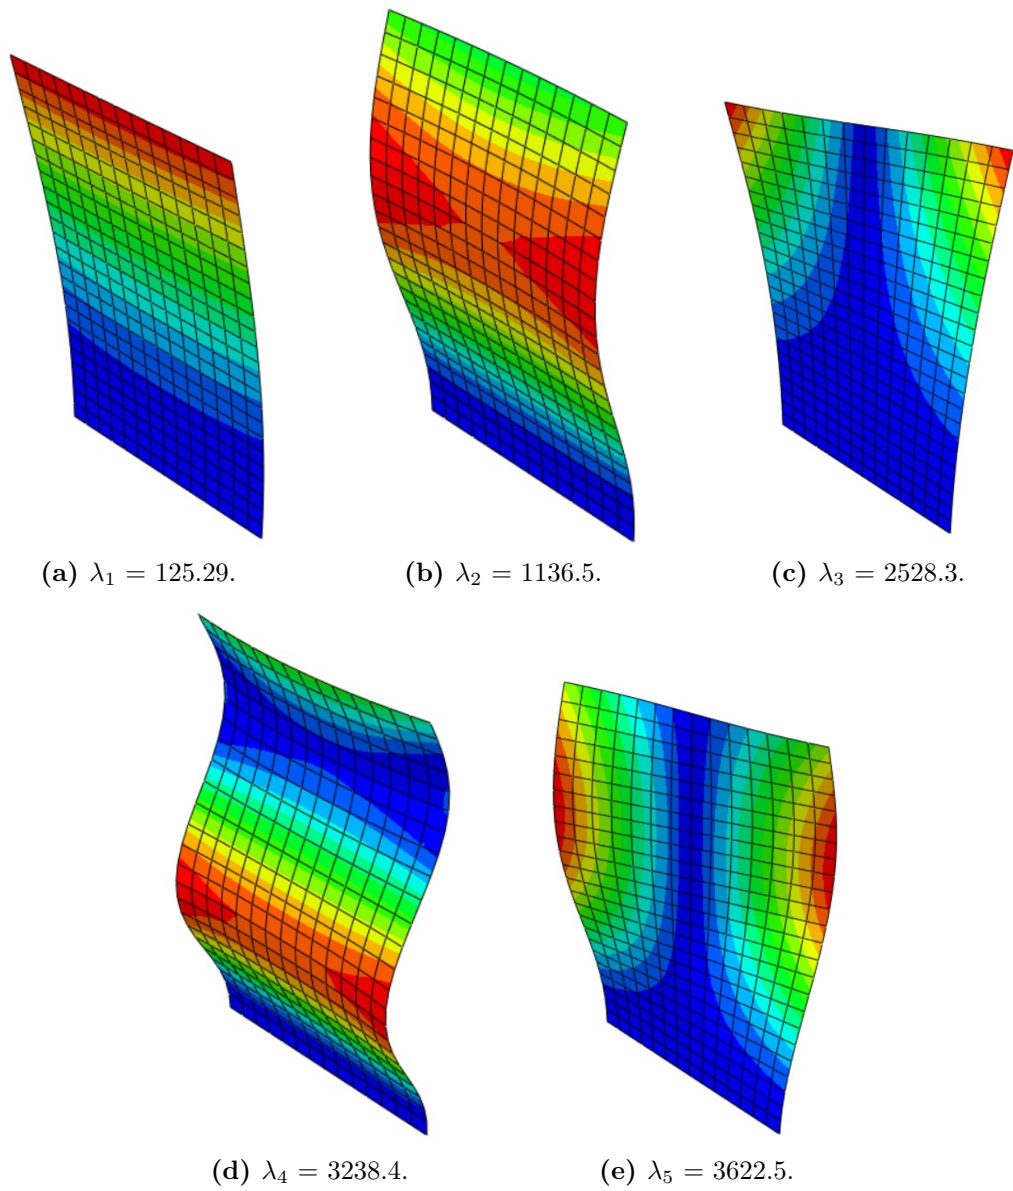 (a) λ₁ = 125.29.
(b) λ₂ = 1136.5.
(c) λ₃ = 2528.3.
(d) λ₄ = 3238.4.
(e) λ₅ = 3622.5.